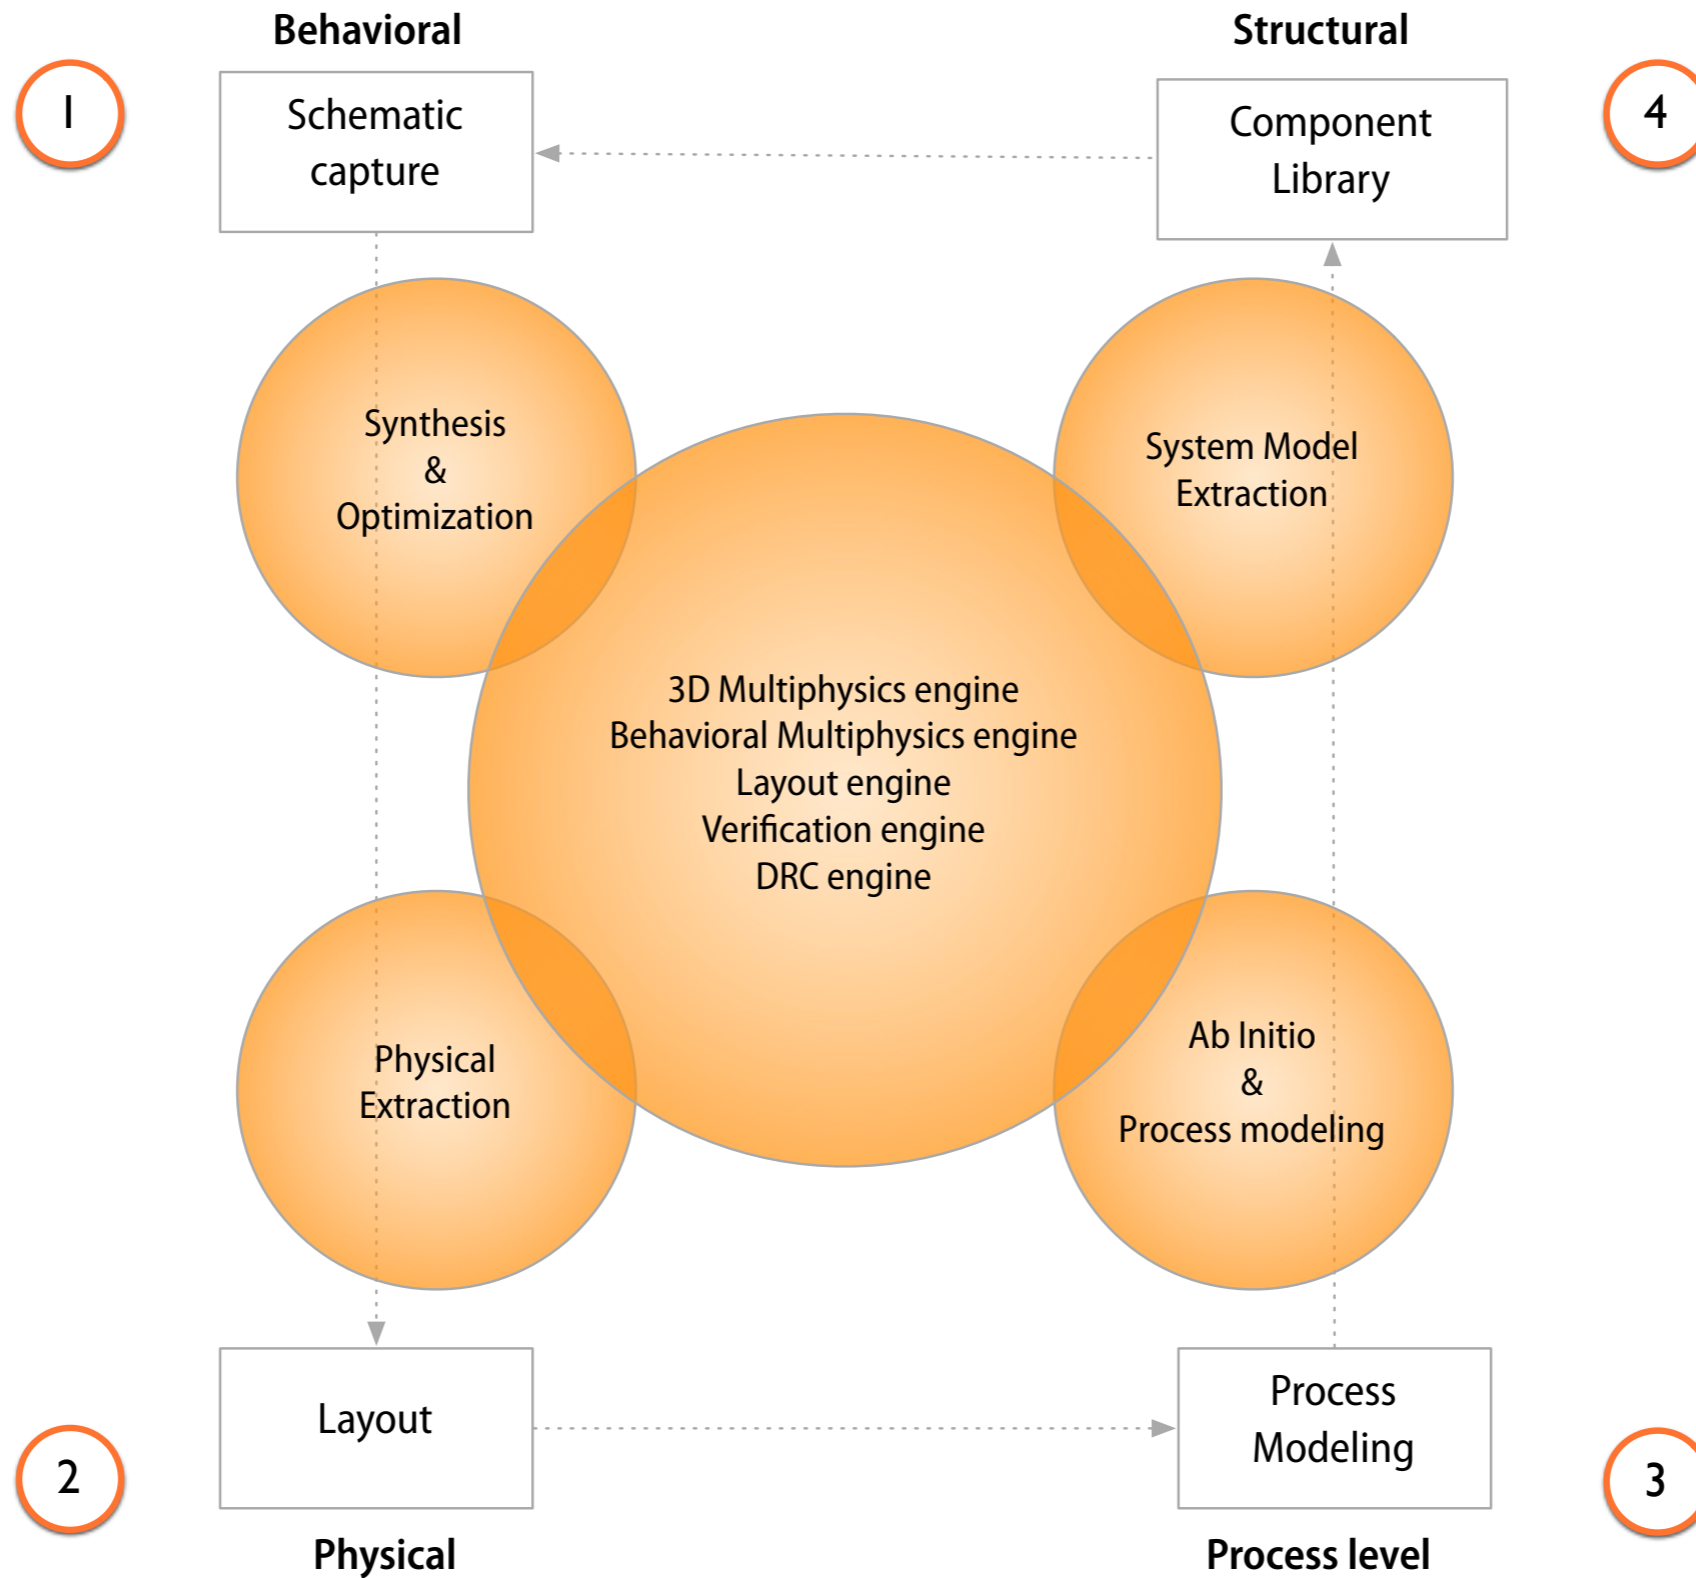 Behavioral
Structural
1
Schematic
capture
Component
Library
4
Synthesis
&
Optimization
System Model
Extraction
3D Multiphysics engine
Behavioral Multiphysics engine
Layout engine
Verification engine
DRC engine
Physical
Extraction
Ab Initio
&
Process modeling
2
Layout
Process
Modeling
3
Physical
Process level